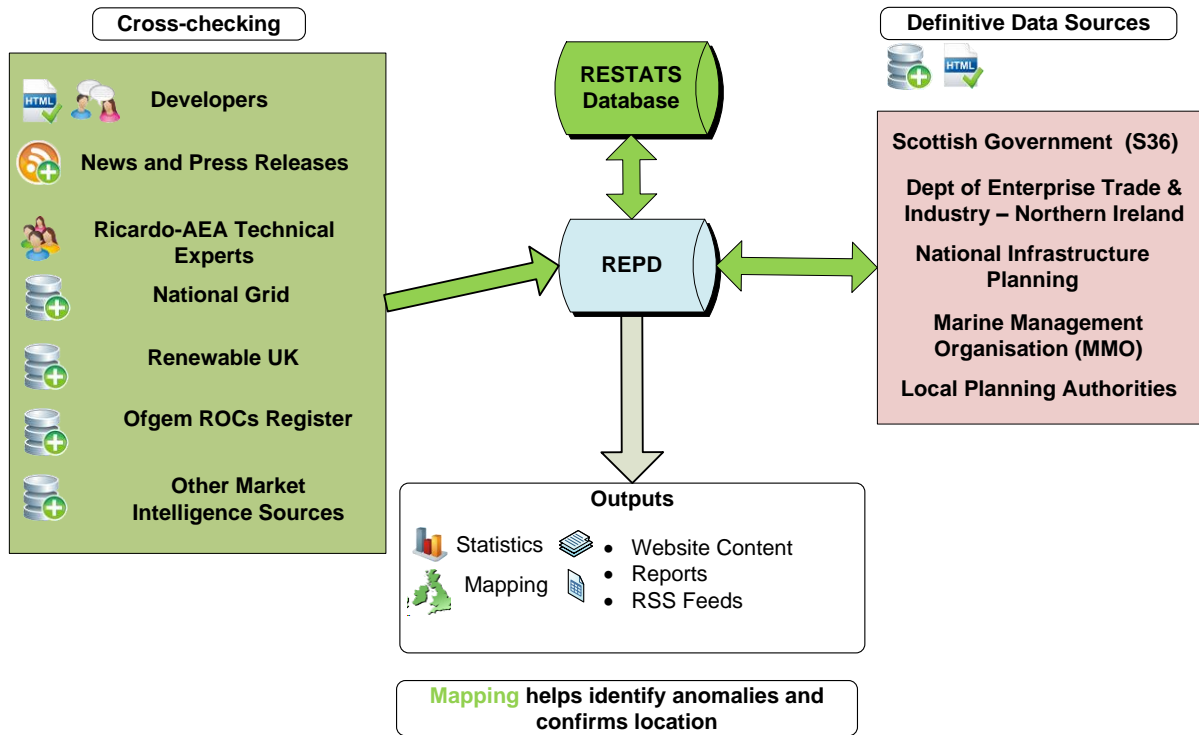 Cross-checking
HTML
Developers
News and Press Releases
Ricardo-AEA Technical
Experts
National Grid
Renewable UK
Ofgem ROCs Register
Other Market
Intelligence Sources
RESTATS
Database
REPD
Definitive Data Sources
HTML
Scottish Government (S36)
Dept of Enterprise Trade &
Industry – Northern Ireland
National Infrastructure
Planning
Marine Management
Organisation (MMO)
Local Planning Authorities
Outputs
Statistics
Mapping
• Website Content
• Reports
• RSS Feeds
Mapping helps identify anomalies and
confirms location